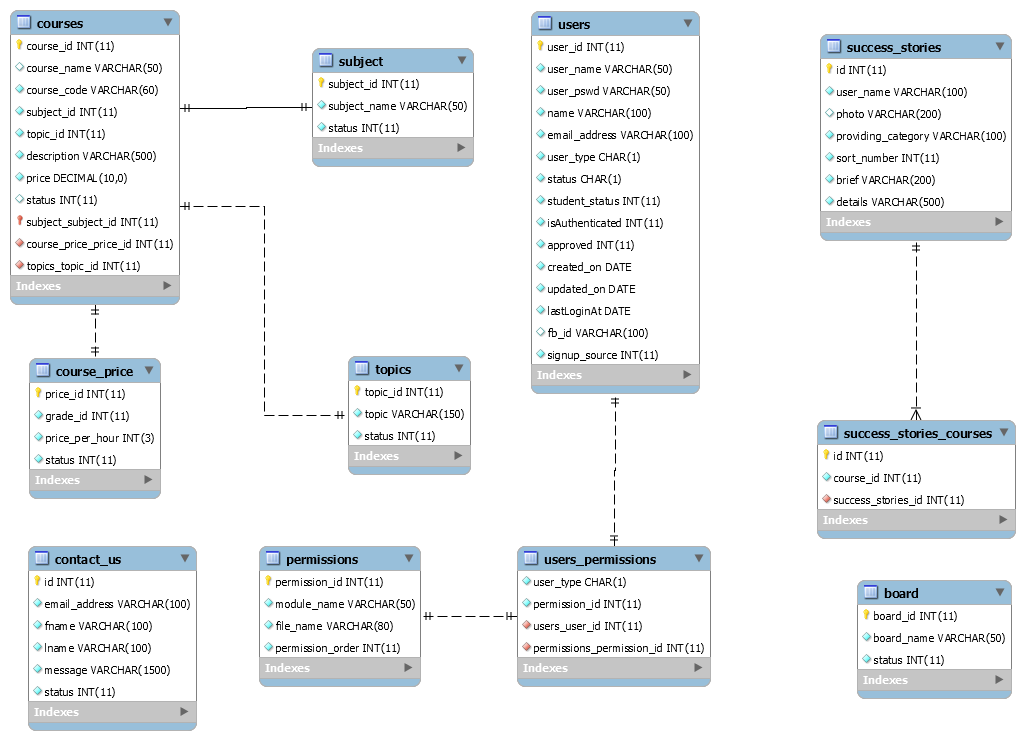 courses
course_id INT(11)
course_name VARCHAR(50)
course_code VARCHAR(60)
subject_id INT(11)
topic_id INT(11)
description VARCHAR(500)
price DECIMAL(10,0)
status INT(11)
subject_subject_id INT(11)
course_price_price_id INT(11)
topics_topic_id INT(11)
Indexes
subject
subject_id INT(11)
subject_name VARCHAR(50)
status INT(11)
Indexes
users
user_id INT(11)
user_name VARCHAR(50)
user_pswd VARCHAR(50)
name VARCHAR(100)
email_address VARCHAR(100)
user_type CHAR(1)
status CHAR(1)
student_status INT(11)
isAuthenticated INT(11)
approved INT(11)
created_on DATE
updated_on DATE
lastLoginAt DATE
fb_id VARCHAR(100)
signup_source INT(11)
Indexes
success_stories
id INT(11)
user_name VARCHAR(100)
photo VARCHAR(200)
providing_category VARCHAR(100)
sort_number INT(11)
brief VARCHAR(200)
details VARCHAR(500)
Indexes
course_price
price_id INT(11)
grade_id INT(11)
price_per_hour INT(3)
status INT(11)
Indexes
topics
topic_id INT(11)
topic VARCHAR(150)
status INT(11)
Indexes
success_stories_courses
id INT(11)
course_id INT(11)
success_stories_id INT(11)
Indexes
contact_us
id INT(11)
email_address VARCHAR(100)
fname VARCHAR(100)
lname VARCHAR(100)
message VARCHAR(1500)
status INT(11)
Indexes
permissions
permission_id INT(11)
module_name VARCHAR(50)
file_name VARCHAR(80)
permission_order INT(11)
Indexes
users_permissions
user_type CHAR(1)
permission_id INT(11)
users_user_id INT(11)
permissions_permission_id INT(11)
Indexes
board
board_id INT(11)
board_name VARCHAR(50)
status INT(11)
Indexes